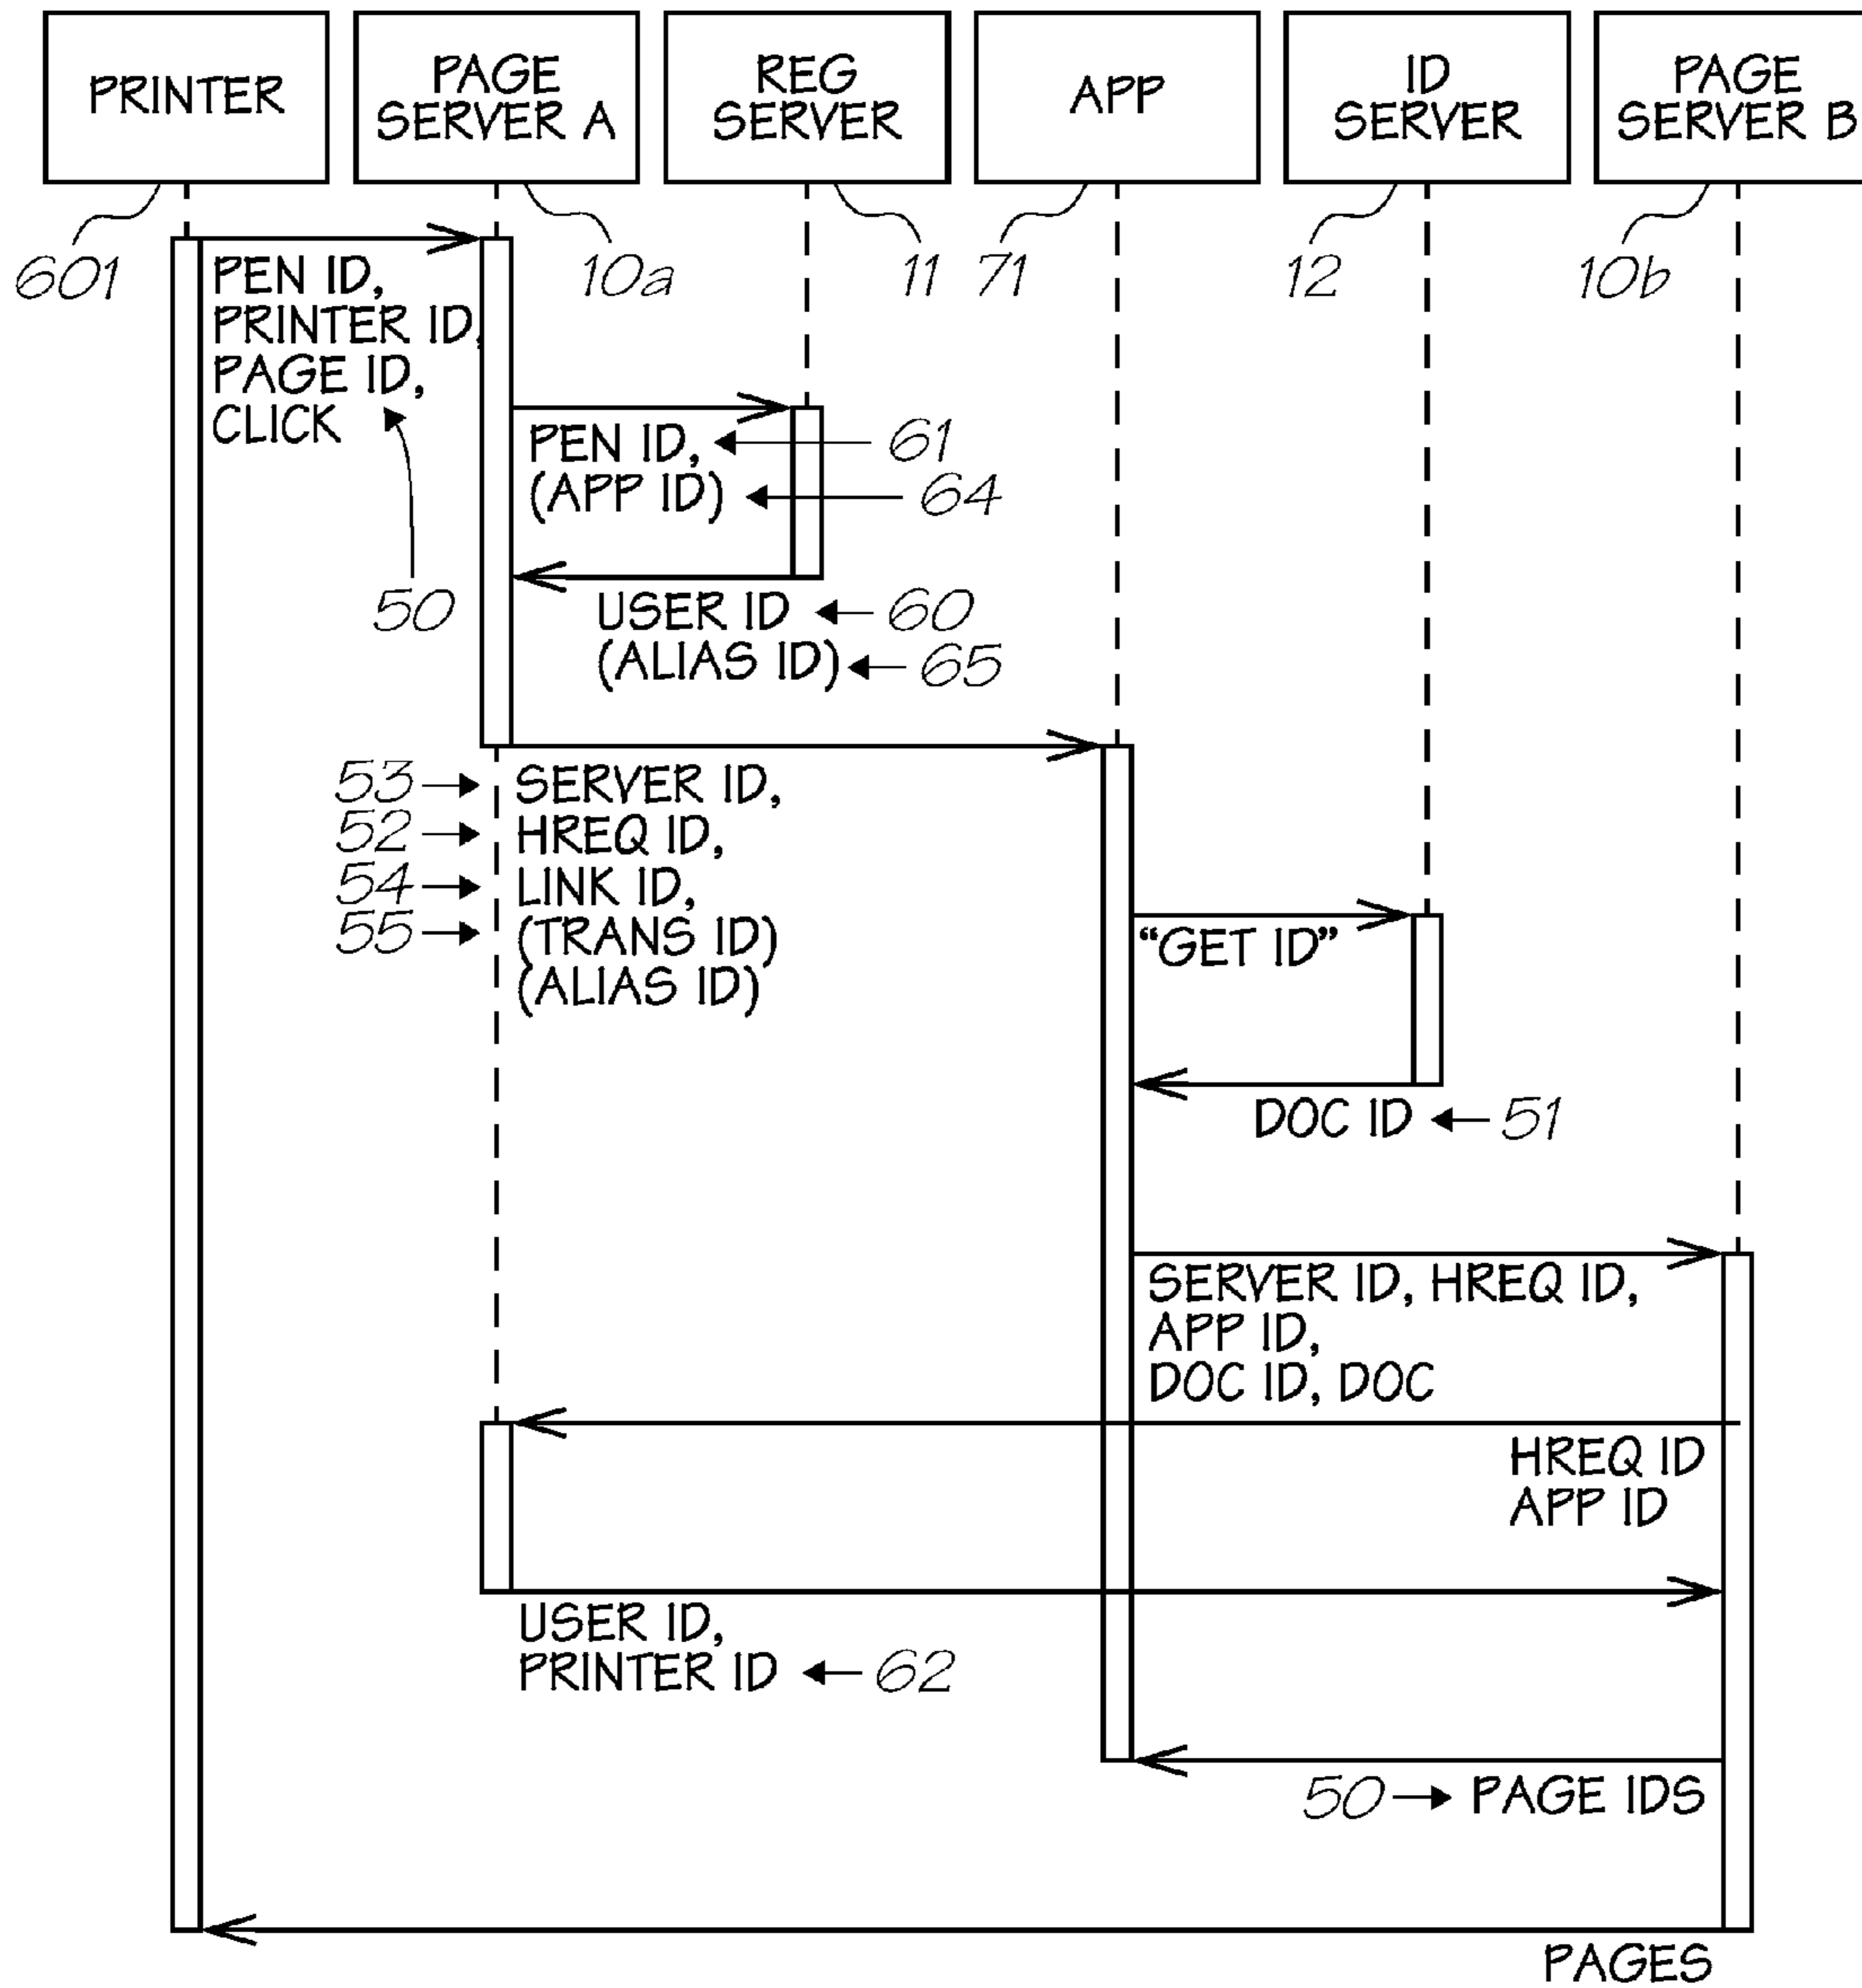 PRINTER
PAGE
SERVER A
REG
SERVER
APP
ID
SERVER
PAGE
SERVER B
601
10a
11
71
12
10b
PEN ID,
PRINTER ID,
PAGE ID,
CLICK
50
PEN ID,
61
(APP ID)
64
USER ID
60
(ALIAS ID)
65
53
SERVER ID,
52
HREQ ID,
54
LINK ID,
55
(TRANS ID)
(ALIAS ID)
“GET ID”
DOC ID
51
SERVER ID, HREQ ID,
APP ID,
DOC ID, DOC
HREQ ID
APP ID
USER ID,
PRINTER ID
62
50
PAGE IDS
PAGES